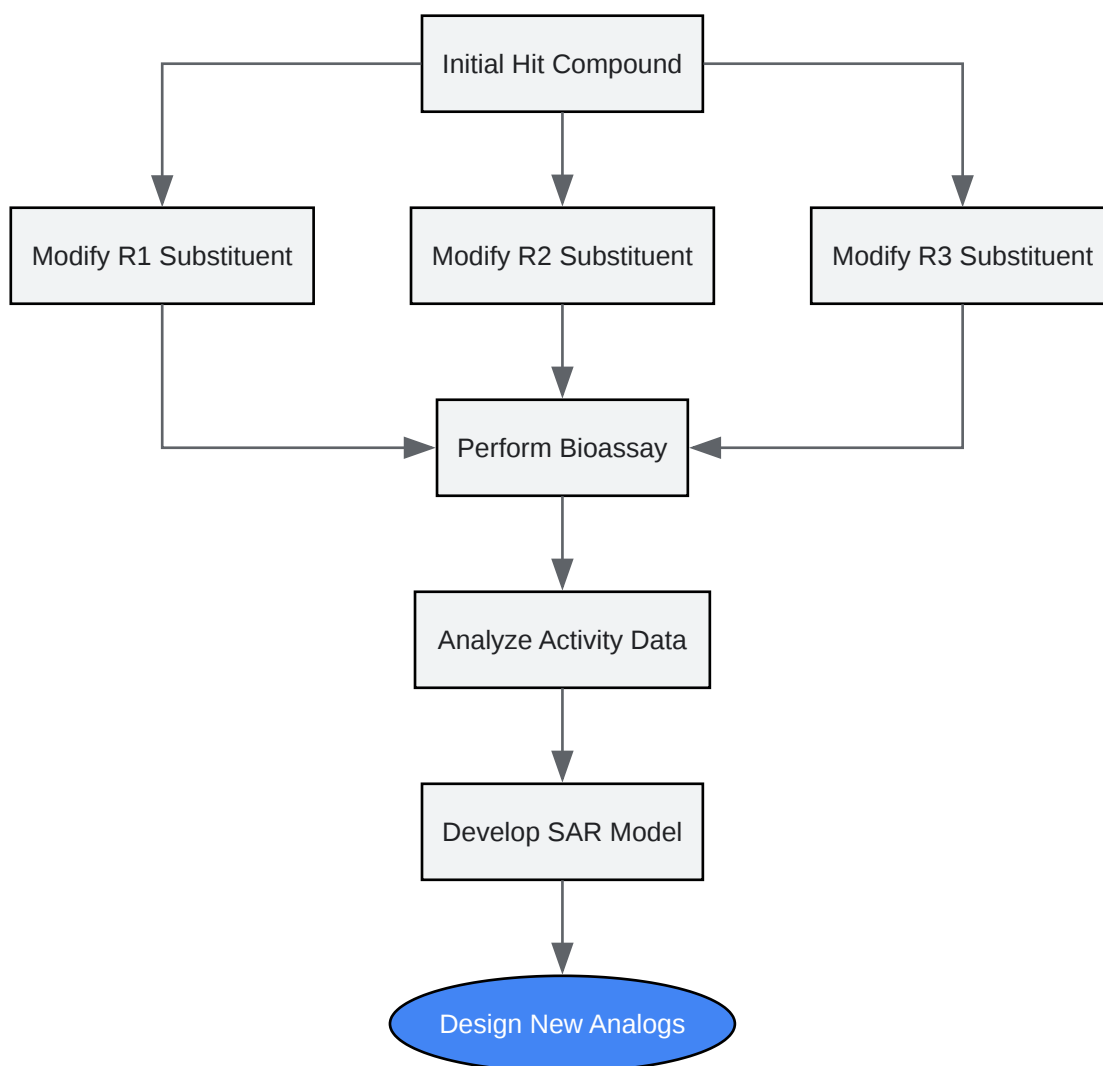 Initial Hit Compound
Modify R1 Substituent
Modify R2 Substituent
Modify R3 Substituent
Perform Bioassay
Analyze Activity Data
Develop SAR Model
Design New Analogs